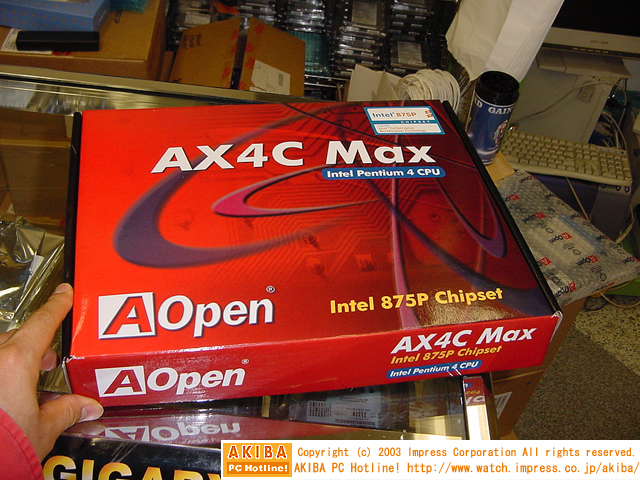 Intel® 875P
CHIPSET
AX4C Max
Intel Pentium 4 CPU
AOpen®
Intel 875P Chipset
AX4C Max
Intel 875P Chipset
Intel Pentium 4 CPU
AOpen®
AOpen
GAIN
AKIBA
PC Hotline!
Copyright (c) 2003 Impress Corporation All rights reserved.
AKIBA PC Hotline! http://www.watch.impress.co.jp/akiba/